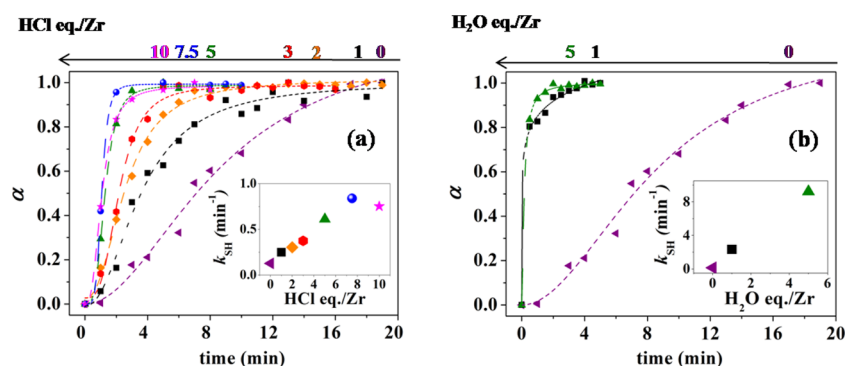 HCl eq./Zr
10 7.5 5 3 2 1 0
1.0
0.8
0.6
0.4
0.2
0.0
α
(a)
1.0
0.5
0.0
k_SH (min⁻¹)
0 2 4 6 8 10
HCl eq./Zr
0 4 8 12 16 20
time (min)
H₂O eq./Zr
5 1 0
1.0
0.8
0.6
0.4
0.2
0.0
α
(b)
8
4
0
k_SH (min⁻¹)
0 2 4 6
H₂O eq./Zr
0 4 8 12 16 20
time (min)